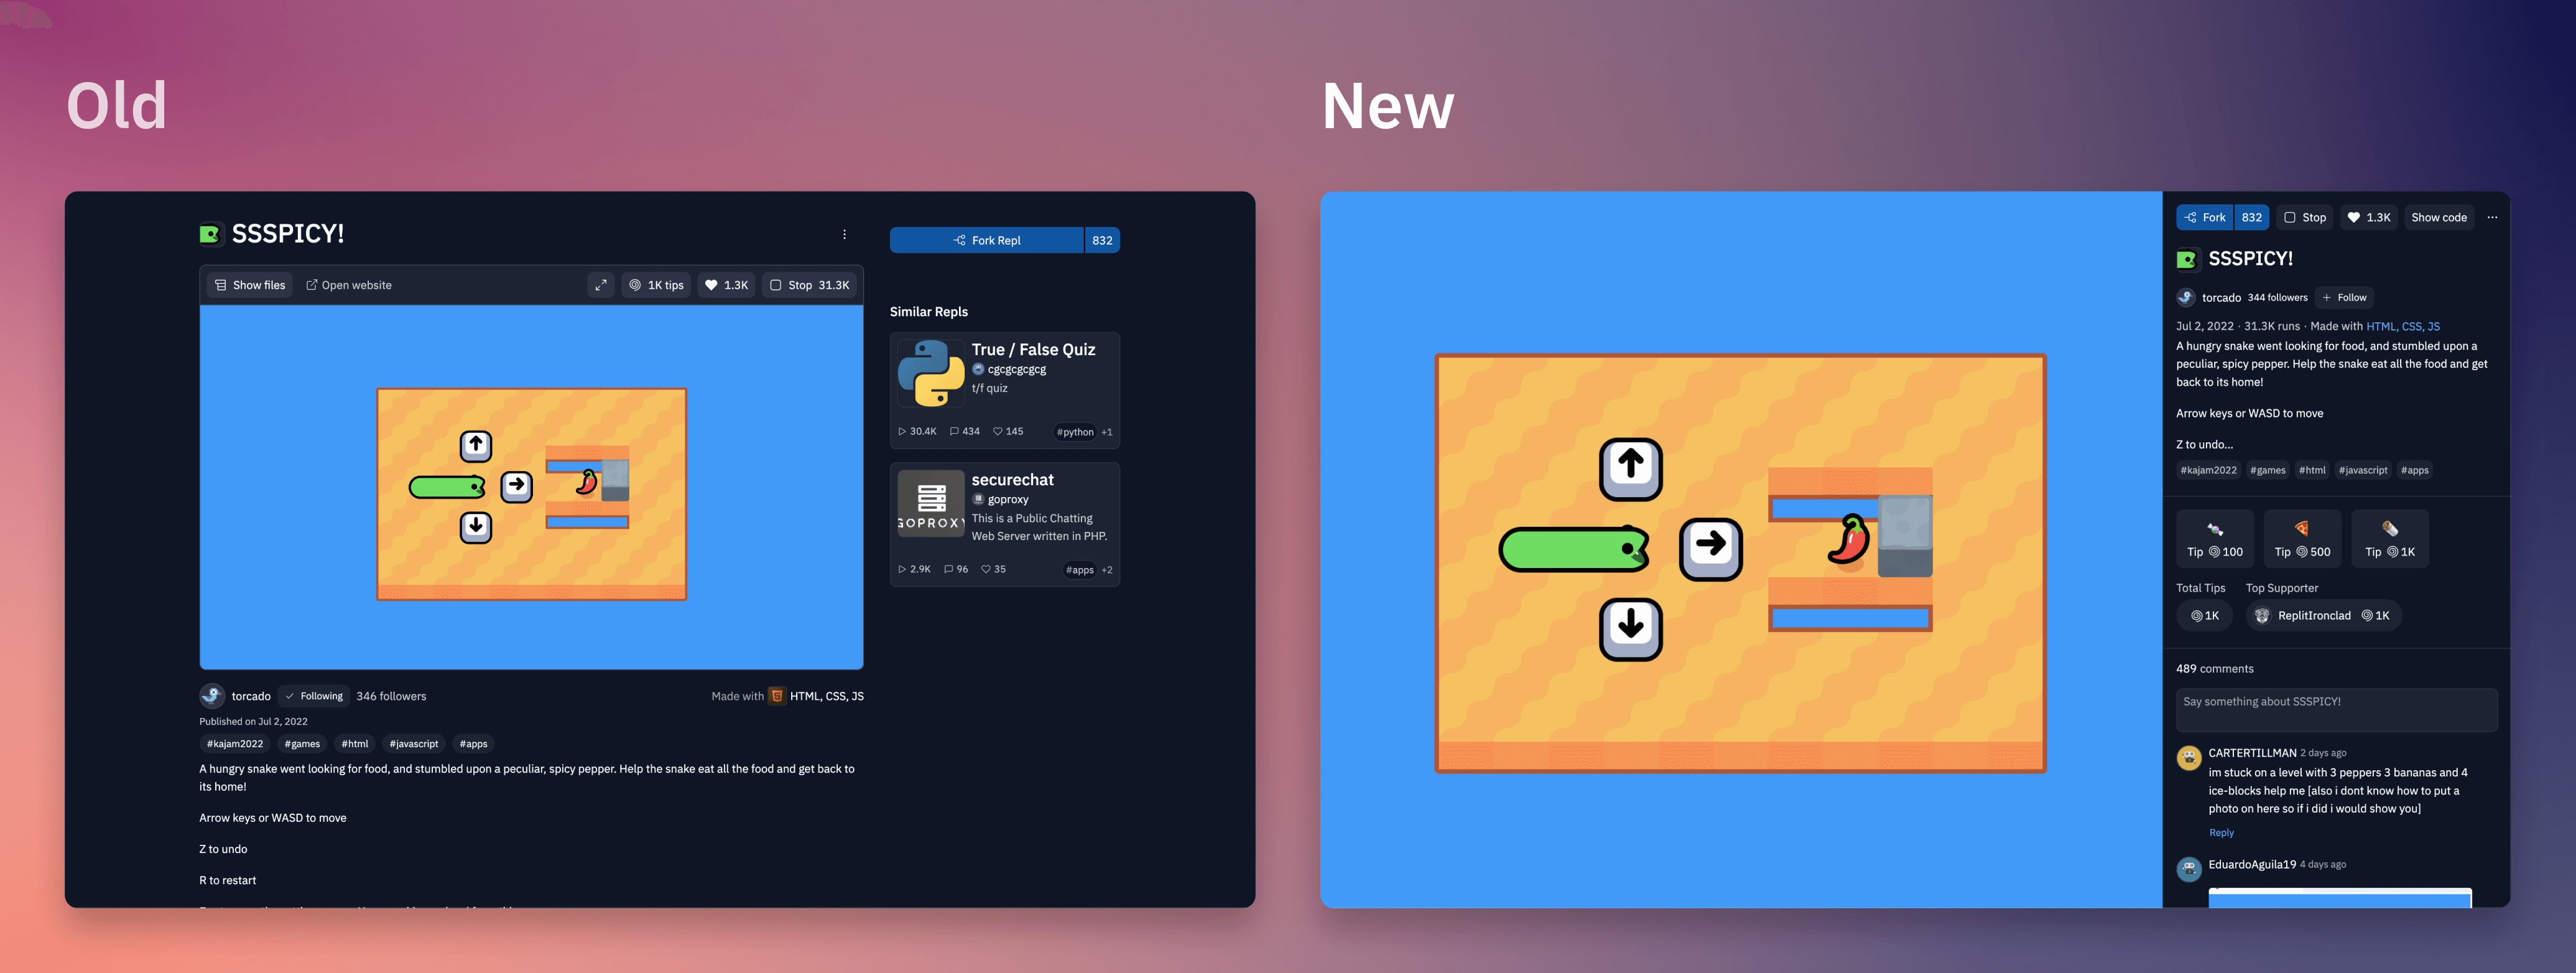 Old
SSSPICY!
Show files
Open website
1K tips
1.3K
Stop 31.3K
torcado
Following
346 followers
Made with HTML, CSS, JS
Published on Jul 2, 2022
#kajam2022 #games #html #javascript #apps
A hungry snake went looking for food, and stumbled upon a peculiar, spicy pepper. Help the snake eat all the food and get back to
its home!
Arrow keys or WASD to move
Z to undo
R to restart
Fork Repl 832
Similar Repls
True / False Quiz
cgcgcgcgcg
t/f quiz
30.4K 434 145 #python +1
securechat
goproxy
GOPROXY
This is a Public Chatting
Web Server written in PHP.
2.9K 96 35 #apps +2
New
Fork 832 Stop 1.3K Show code
SSSPICY!
torcado 344 followers + Follow
Jul 2, 2022 · 31.3K runs · Made with HTML, CSS, JS
A hungry snake went looking for food, and stumbled upon a
peculiar, spicy pepper. Help the snake eat all the food and get
back to its home!
Arrow keys or WASD to move
Z to undo...
#kajam2022 #games #html #javascript #apps
Tip 100 Tip 500 Tip 1K
Total Tips Top Supporter
1K ReplitIronclad 1K
489 comments
Say something about SSSPICY!
CARTERTILLMAN 2 days ago
im stuck on a level with 3 peppers 3 bananas and 4
ice-blocks help me [also i dont know how to put a
photo on here so if i did i would show you]
Reply
EduardoAguila19 4 days ago